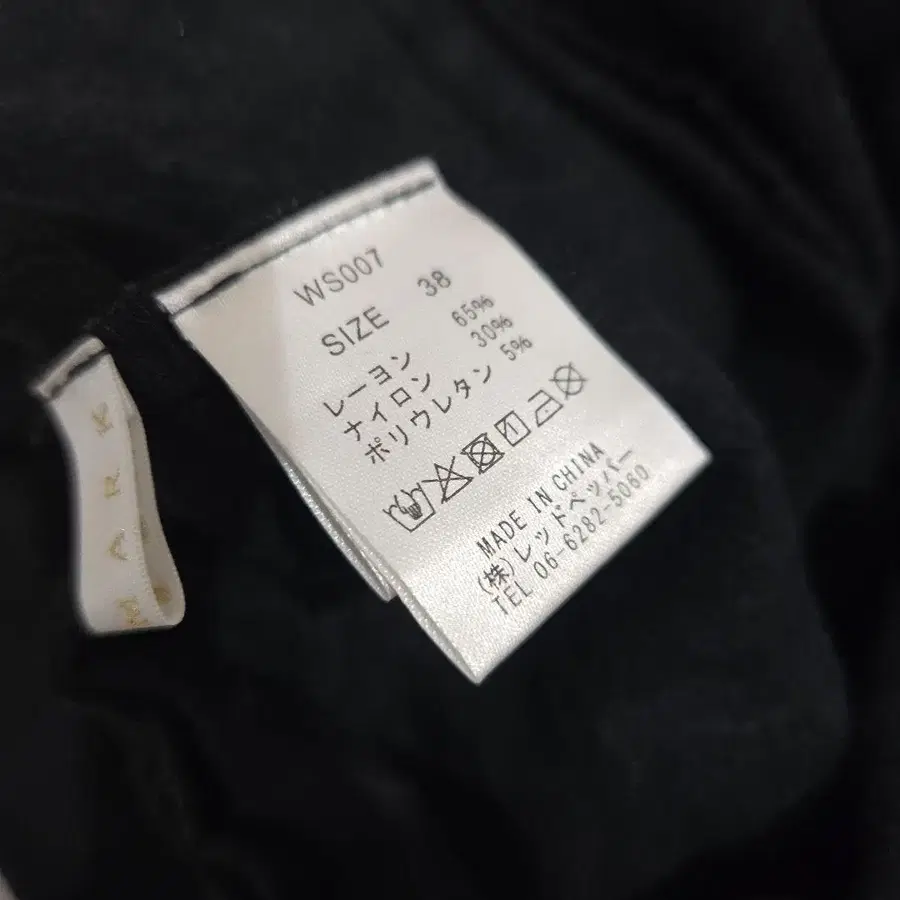 WS007
SIZE 38
レーヨン 65%
ナイロン 30%
ポリウレタン 5%
MADE IN CHINA
(株)レッドペッパー
TEL 06-6282-5060